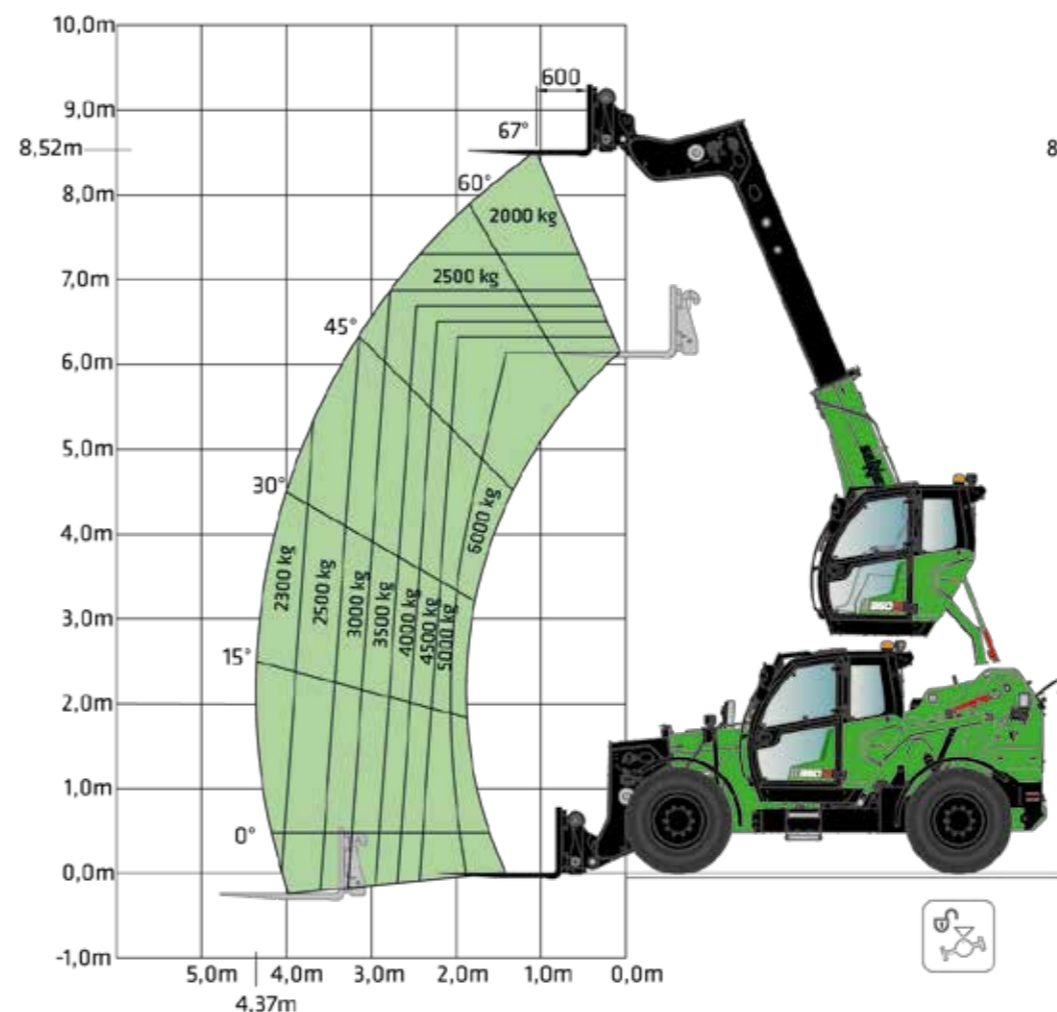 10,0m
600
9,0m
67°
8,52m
8
8,0m
60°
2000 kg
7,0m
2500 kg
45°
6,0m
5,0m
30°
6000 kg
4,0m
2300 kg
2500 kg
3000 kg
3500 kg
4000 kg
4500 kg
5000 kg
3,0m
15°
2,0m
1,0m
0°
0,0m
-1,0m
5,0m 4,0m 3,0m 2,0m 1,0m 0,0m
4,37m